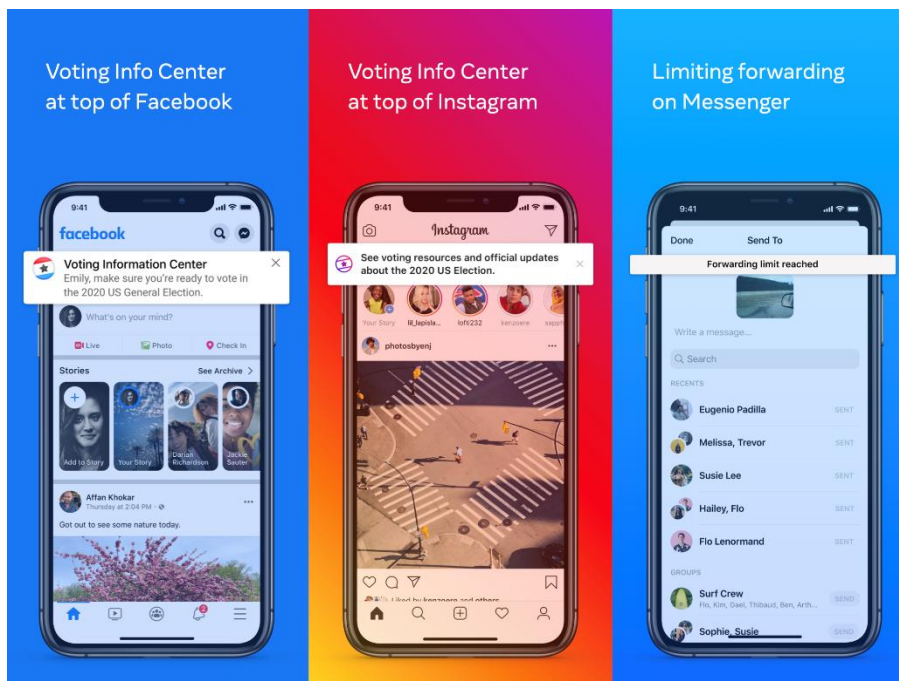 Voting Info Center
at top of Facebook
9:41
facebook
Voting Information Center
Emily, make sure you're ready to vote in
the 2020 US General Election.
What's on your mind?
Live
Photo
Check In
Stories
See Archive
Add to Story
Your Story
Darian
Richardson
Jackie
Sauter
Affan Khokar
Thursday at 2:04 PM
Got out to see some nature today.
2
Voting Info Center
at top of Instagram
9:41
Instagram
See voting resources and official updates
about the 2020 US Election.
Your Story
lil_lapisla...
lofti232
kenzoere
photosbyenj
Liked by kenzoere and others
Limiting forwarding
on Messenger
9:41
Done
Send To
Forwarding limit reached
Write a message...
Search
RECENTS
Eugenio Padilla
SENT
Melissa, Trevor
SENT
Susie Lee
SENT
Hailey, Flo
SENT
Flo Lenormand
SENT
GROUPS
Surf Crew
Flo, Kim, Gael, Thibaud, Ben, Arth...
SEND
Sophie, Susie
SEND